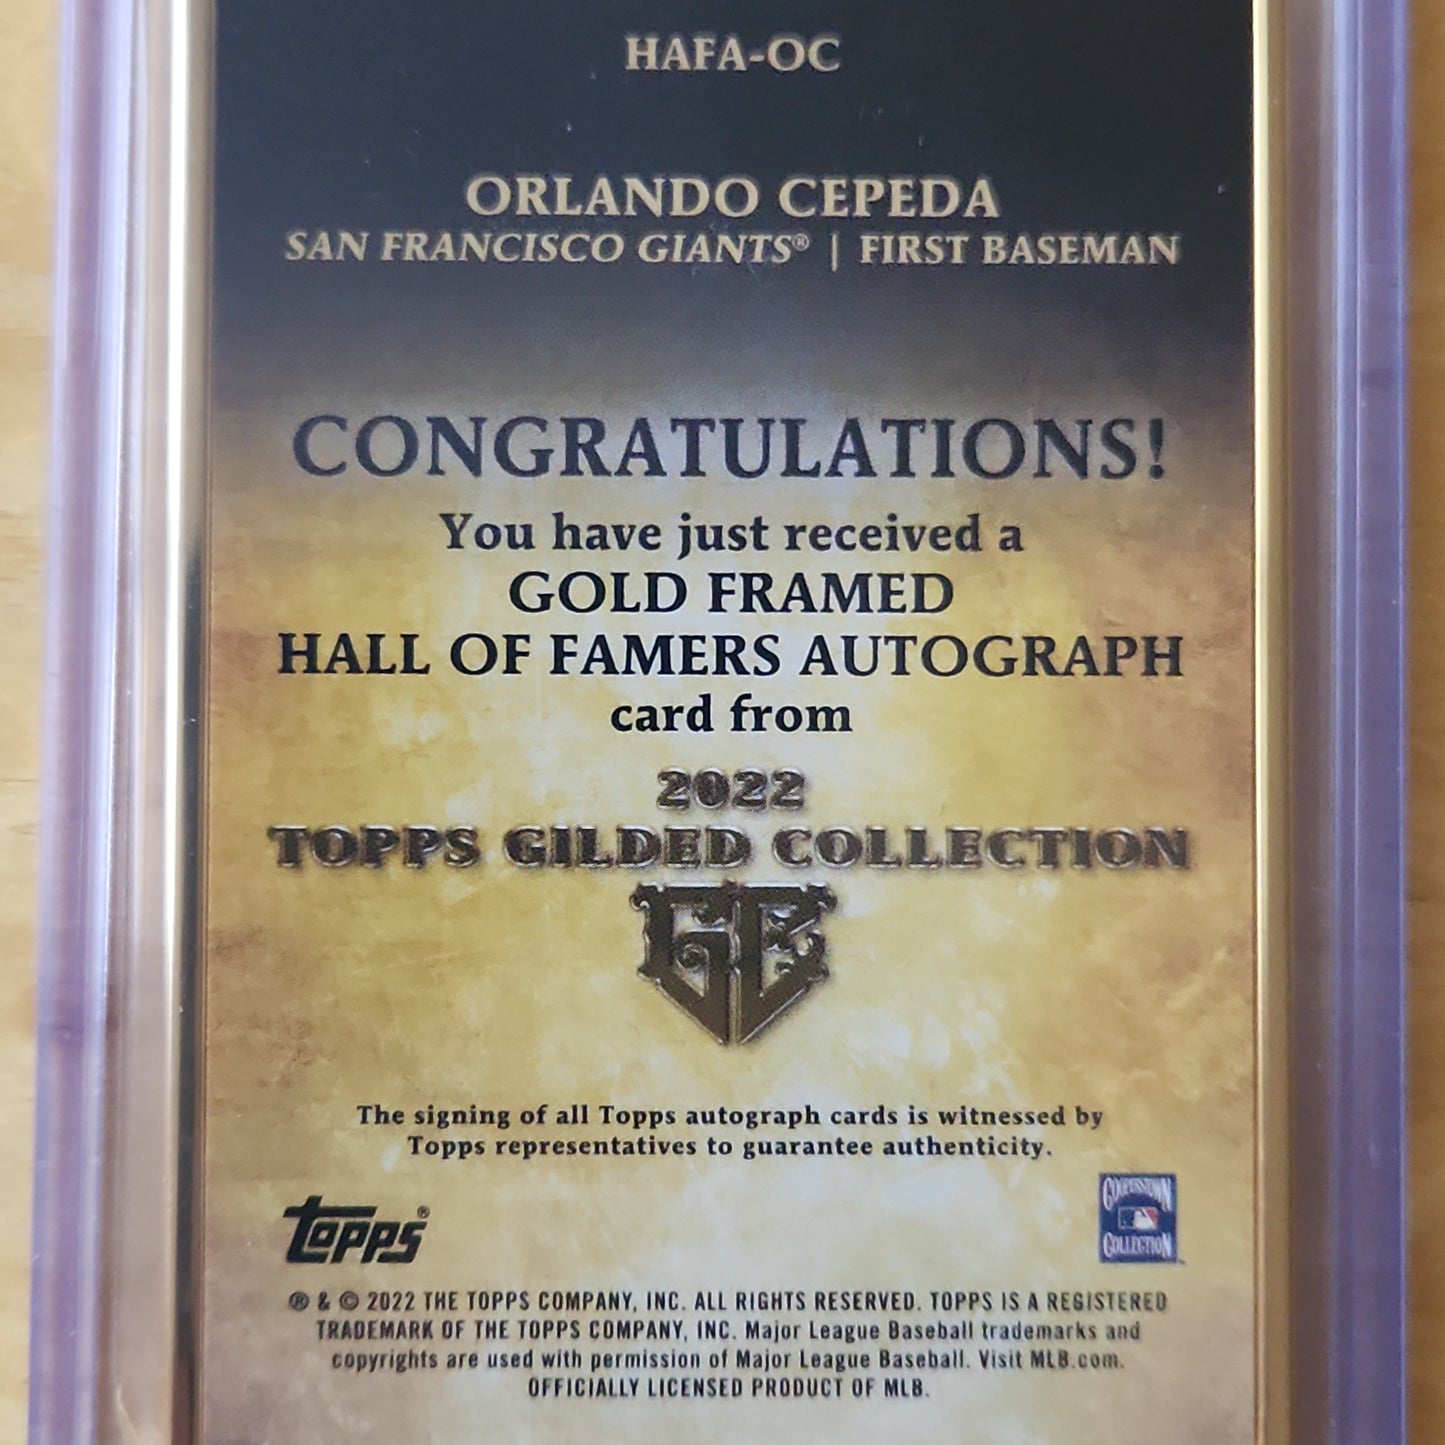 HAFA-OC
ORLANDO CEPEDA
SAN FRANCISCO GIANTS® | FIRST BASEMAN
CONGRATULATIONS!
You have just received a
GOLD FRAMED
HALL OF FAMERS AUTOGRAPH
card from
2022
TOPPS GILDED COLLECTION
GC
The signing of all Topps autograph cards is witnessed by
Topps representatives to guarantee authenticity.
topps®
COOPERSTOWN
COLLECTION
® & © 2022 THE TOPPS COMPANY, INC. ALL RIGHTS RESERVED. TOPPS IS A REGISTERED
TRADEMARK OF THE TOPPS COMPANY, INC. Major League Baseball trademarks and
copyrights are used with permission of Major League Baseball. Visit MLB.com.
OFFICIALLY LICENSED PRODUCT OF MLB.